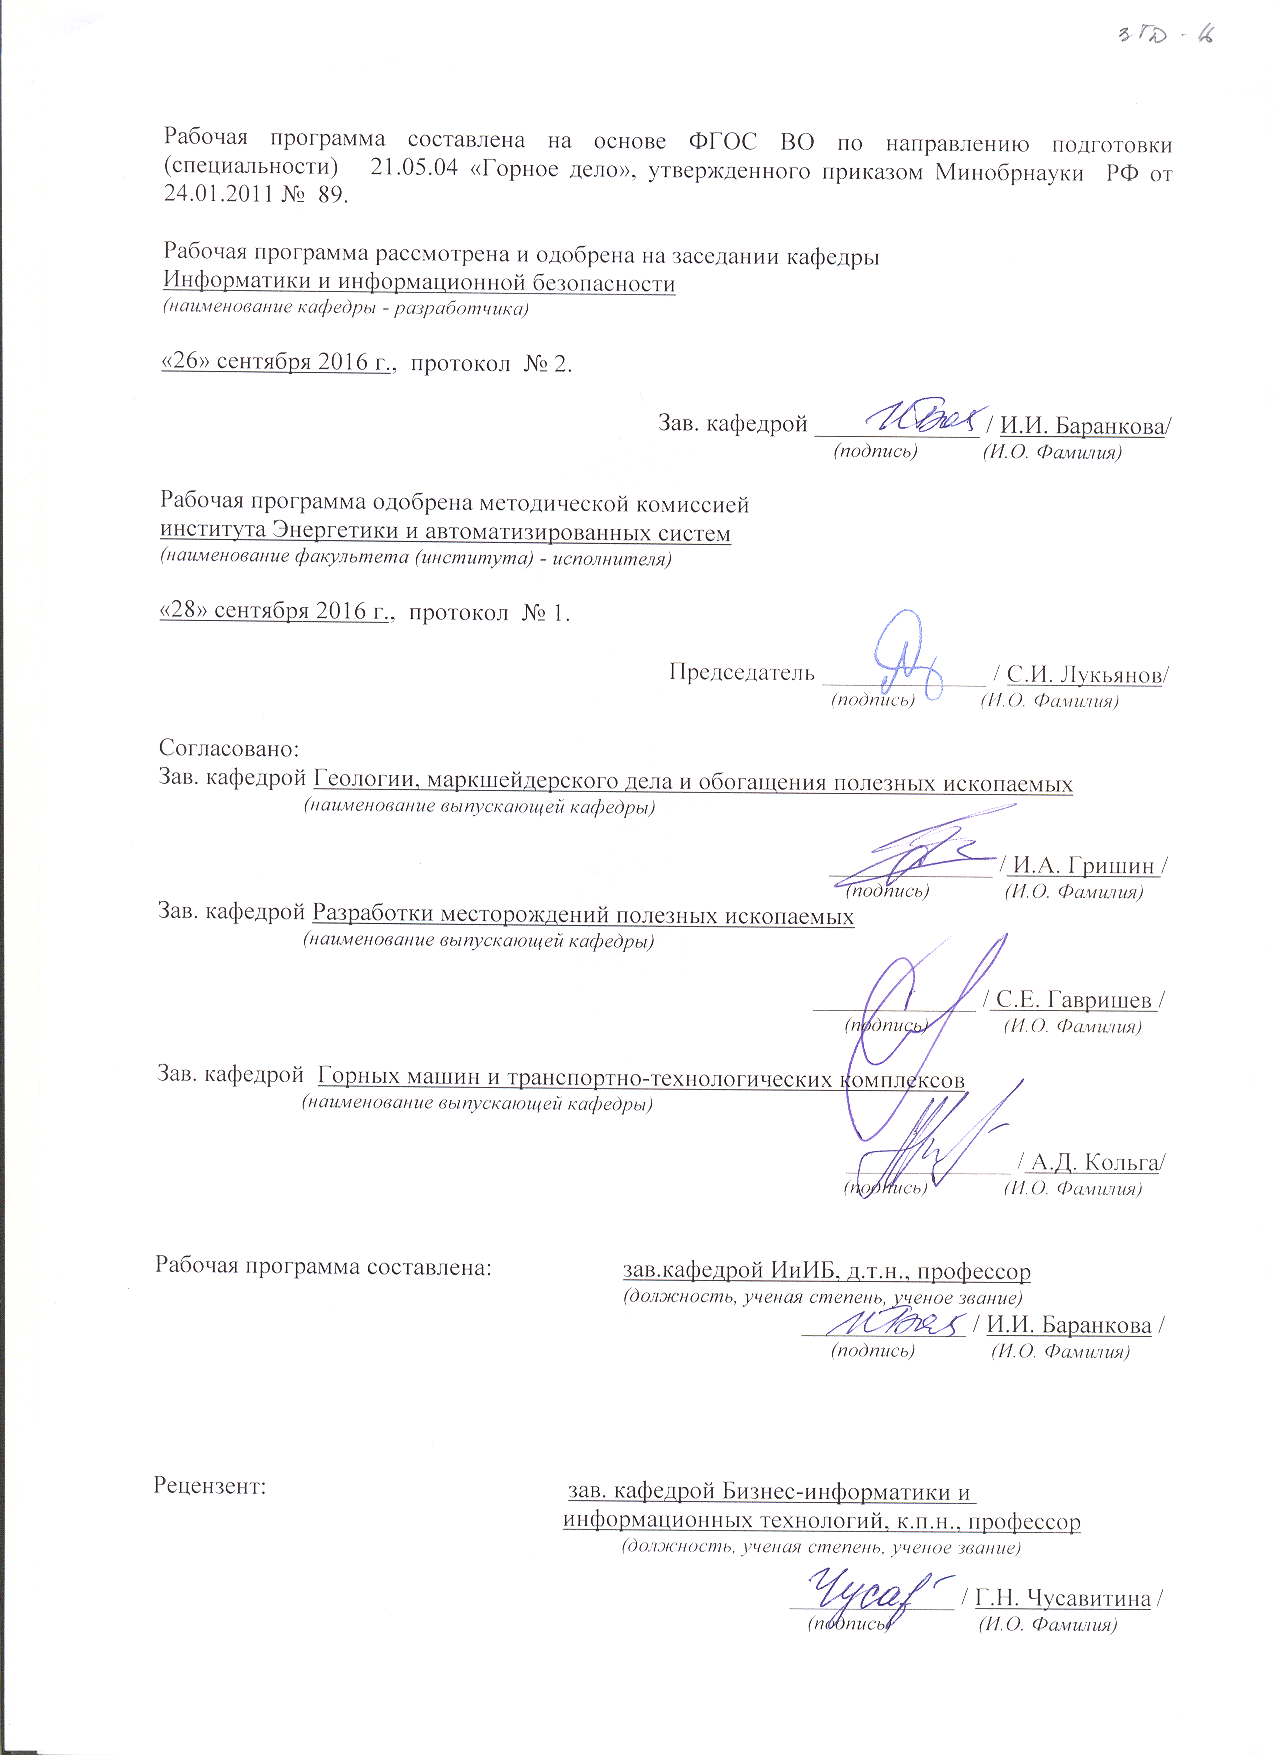 Рабочая программа составлена на основе ФГОС ВО по направлению подготовки
(специальности) 21.05.04 «Горное дело», утвержденного приказом Минобрнауки РФ от
24.01.2011 № 89.
Рабочая программа рассмотрена и одобрена на заседании кафедры
Информатики и информационной безопасности
(наименование кафедры - разработчика)
«26» сентября 2016 г., протокол № 2.
Зав. кафедрой _____________ / И.И. Баранкова/
(подпись) (И.О. Фамилия)
Рабочая программа одобрена методической комиссией
института Энергетики и автоматизированных систем
(наименование факультета (института) - исполнителя)
«28» сентября 2016 г., протокол № 1.
Председатель _____________ / С.И. Лукьянов/
(подпись) (И.О. Фамилия)
Согласовано:
Зав. кафедрой Геологии, маркшейдерского дела и обогащения полезных ископаемых
(наименование выпускающей кафедры)
_____________ / И.А. Гришин /
(подпись) (И.О. Фамилия)
Зав. кафедрой Разработки месторождений полезных ископаемых
(наименование выпускающей кафедры)
_____________ / С.Е. Гавришев /
(подпись) (И.О. Фамилия)
Зав. кафедрой Горных машин и транспортно-технологических комплексов
(наименование выпускающей кафедры)
_____________ / А.Д. Кольга/
(подпись) (И.О. Фамилия)
Рабочая программа составлена: зав.кафедрой ИиИБ, д.т.н., профессор
(должность, ученая степень, ученое звание)
_____________ / И.И. Баранкова /
(подпись) (И.О. Фамилия)
Рецензент: зав. кафедрой Бизнес-информатики и
информационных технологий, к.п.н., профессор
(должность, ученая степень, ученое звание)
_____________ / Г.Н. Чусавитина /
(подпись) (И.О. Фамилия)